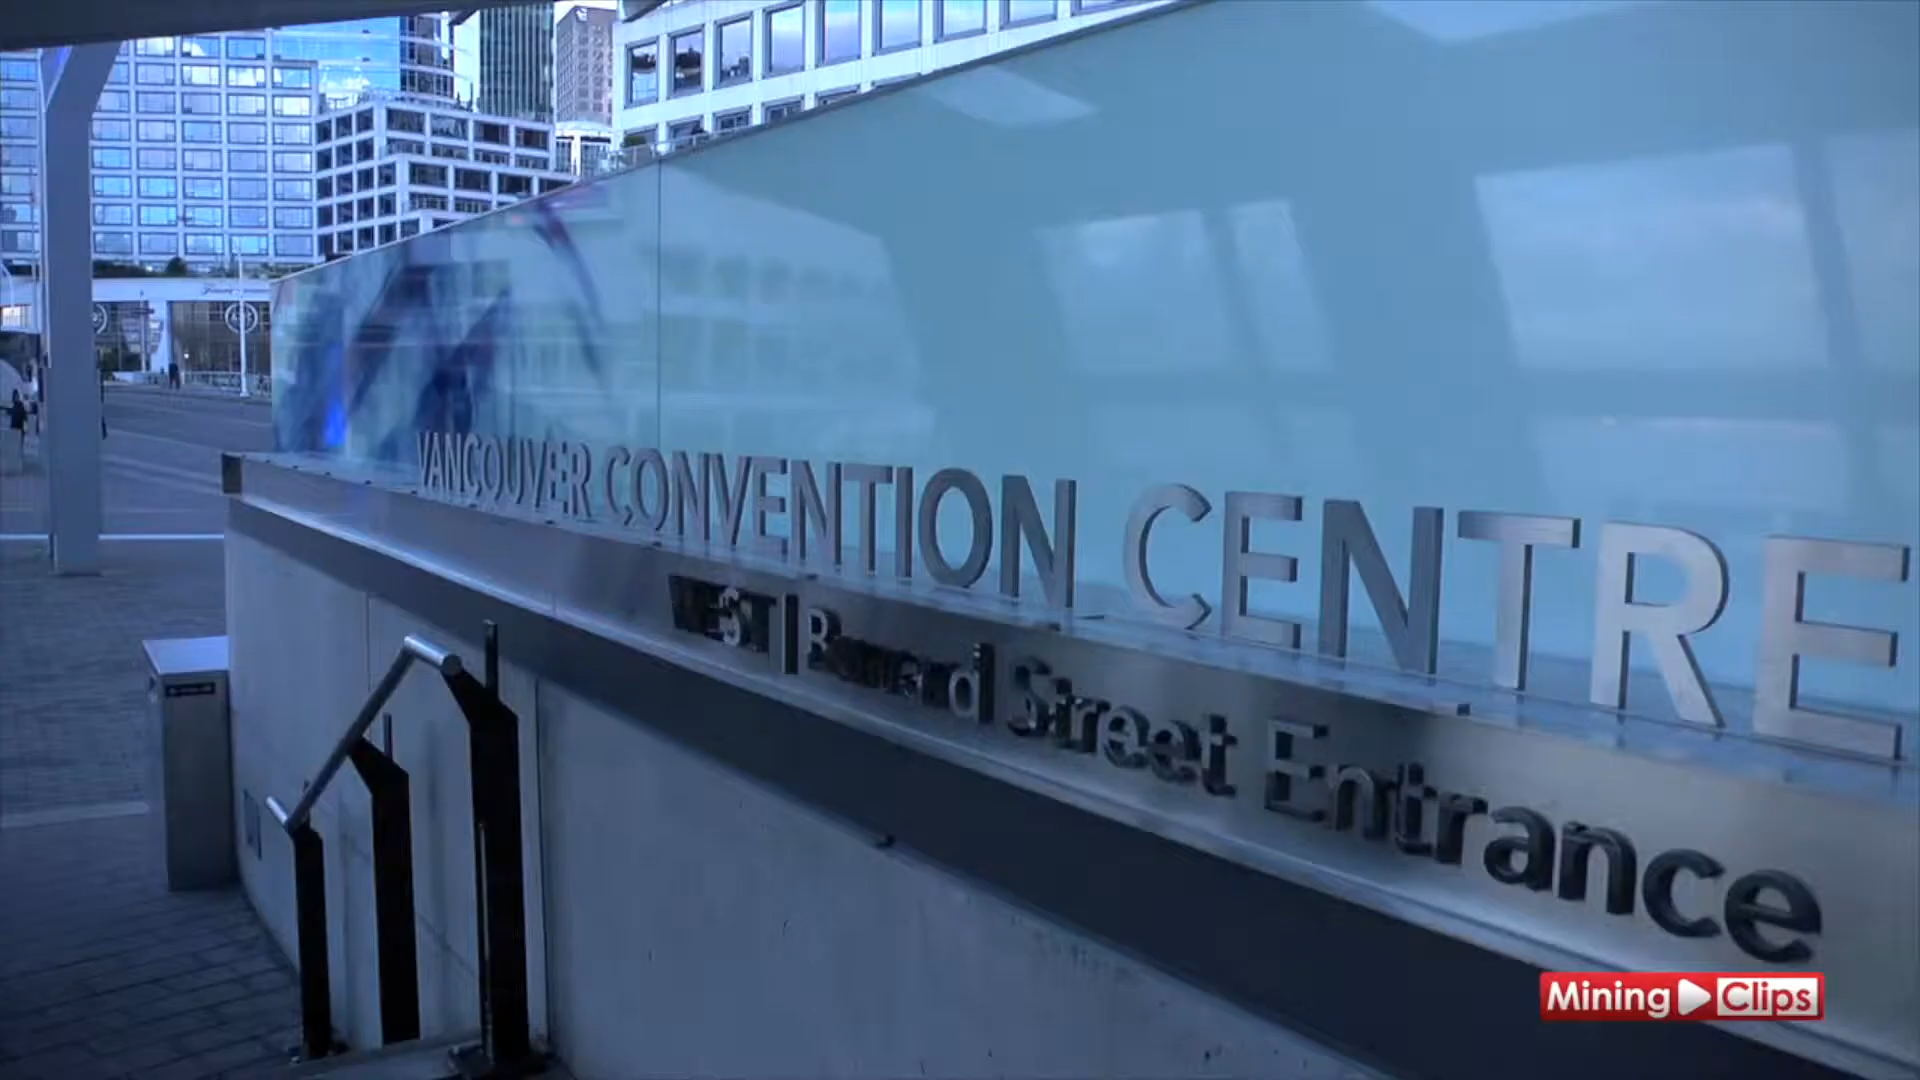 VANCOUVER CONVENTION CENTRE
WEST | Burrard Street Entrance
Mining Clips